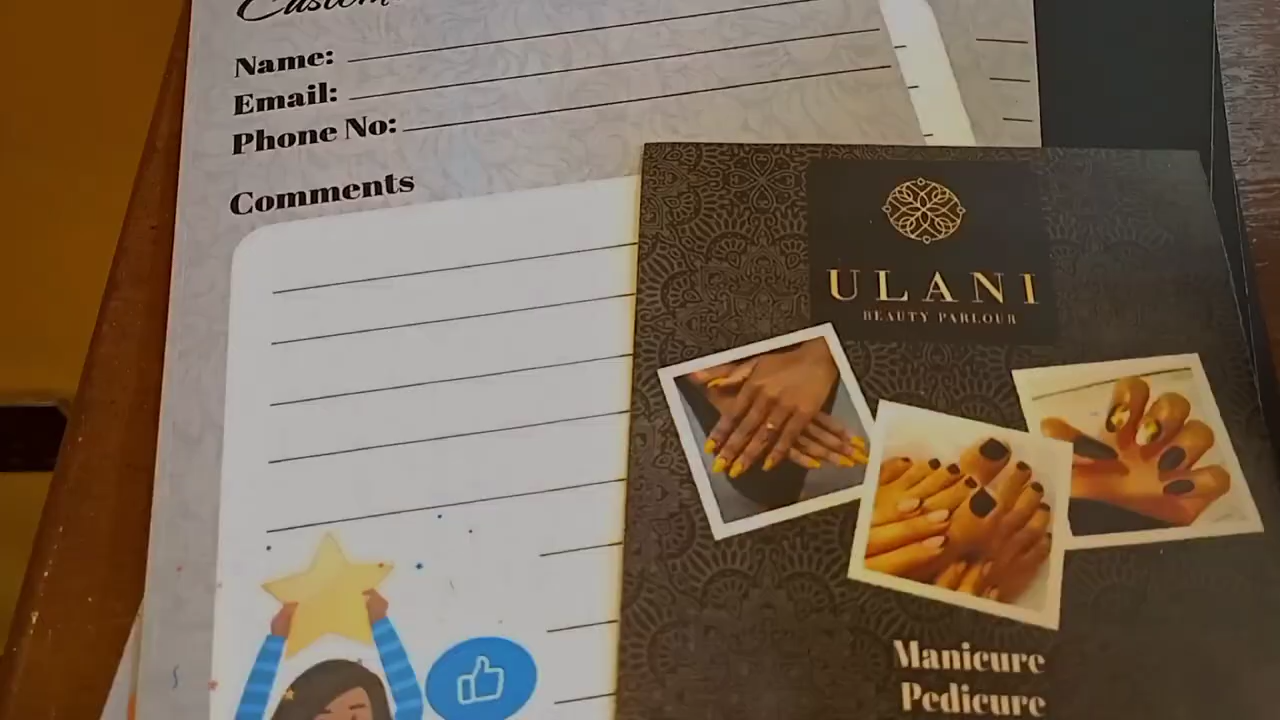 Name:
Email:
Phone No:
Comments
ULANI
BEAUTY PARLOUR
Manicure
Pedicure